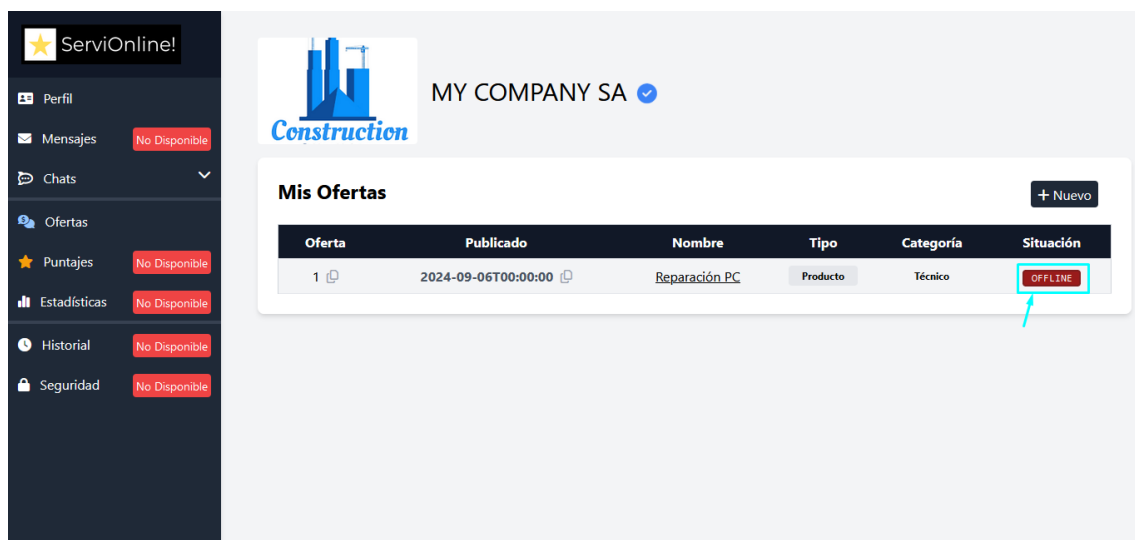 ServiOnline!
Perfil
Mensajes No Disponible
Chats
Ofertas
Puntajes No Disponible
Estadísticas No Disponible
Historial No Disponible
Seguridad No Disponible
Construction
MY COMPANY SA
Mis Ofertas
+ Nuevo
Oferta Publicado Nombre Tipo Categoría Situación
1 2024-09-06T00:00:00 Reparación PC Producto Técnico OFFLINE